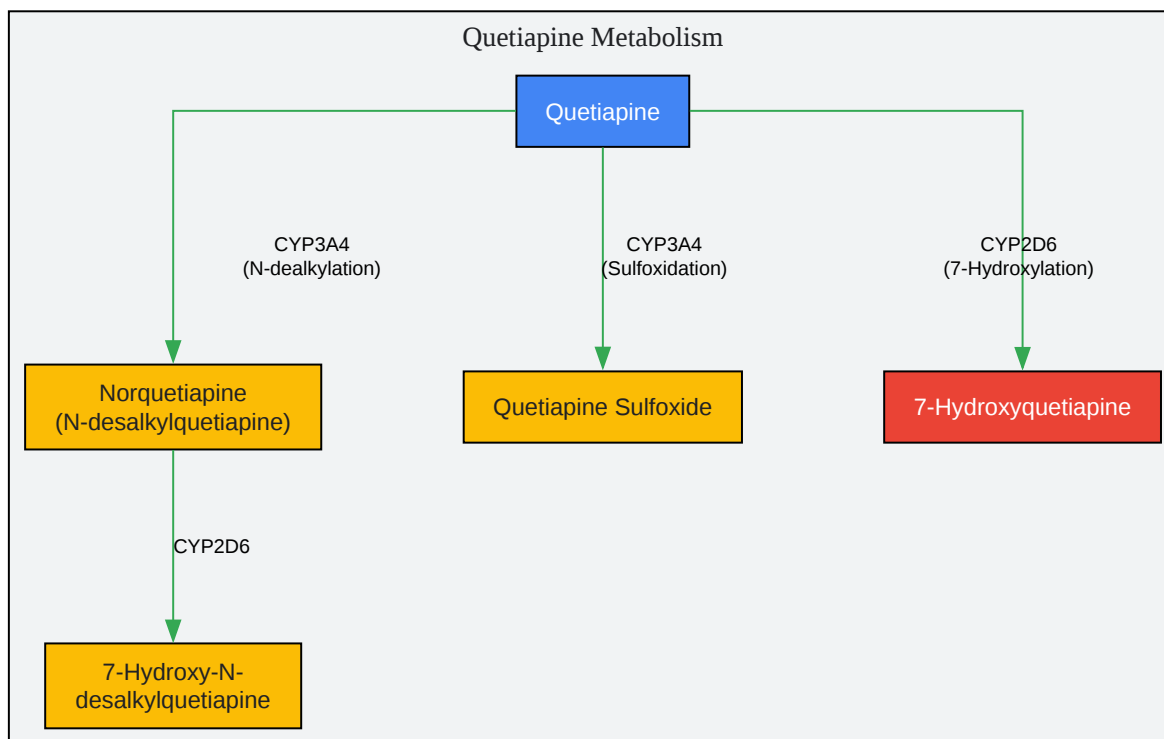 Quetiapine Metabolism
Quetiapine
CYP3A4
(N-dealkylation)
CYP3A4
(Sulfoxidation)
CYP2D6
(7-Hydroxylation)
Norquetiapine
(N-desalkylquetiapine)
Quetiapine Sulfoxide
7-Hydroxyquetiapine
CYP2D6
7-Hydroxy-N-
desalkylquetiapine